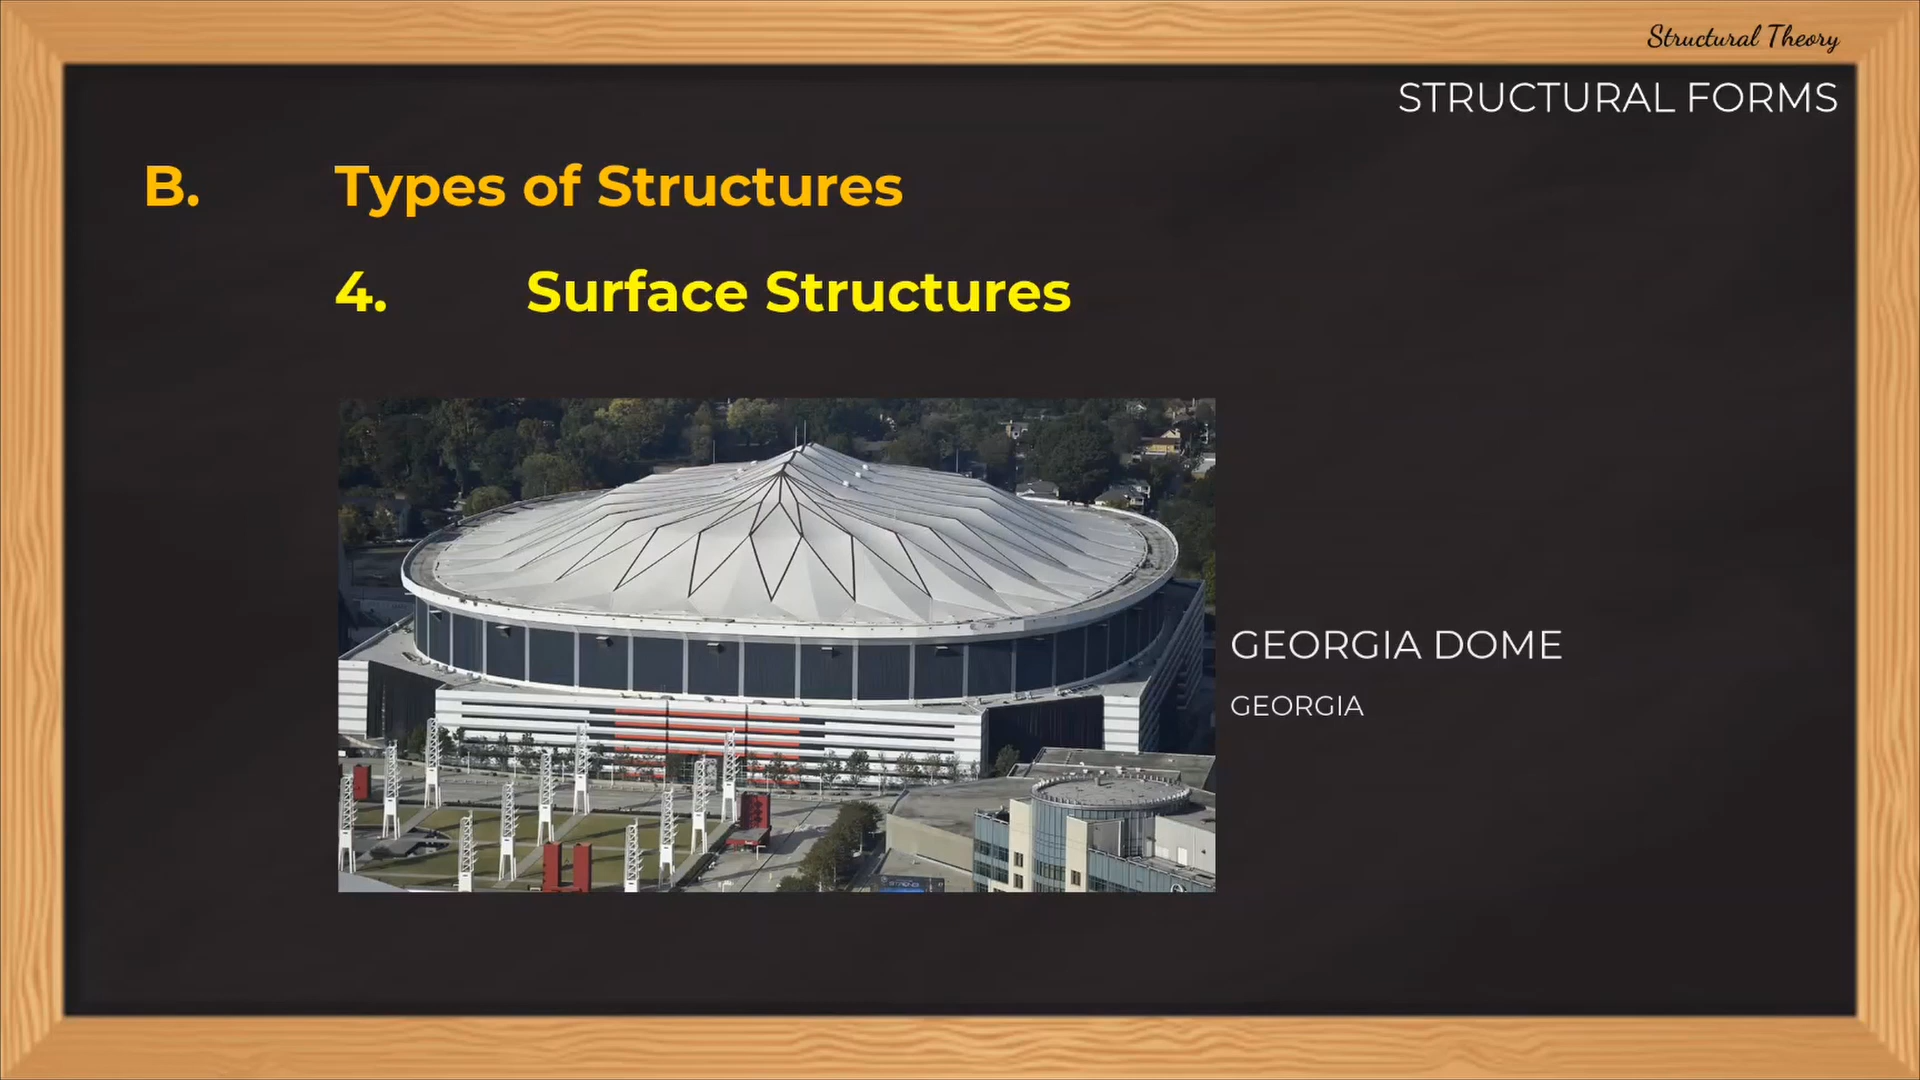 Structural Theory
STRUCTURAL FORMS
B. Types of Structures
4. Surface Structures
GEORGIA DOME
GEORGIA